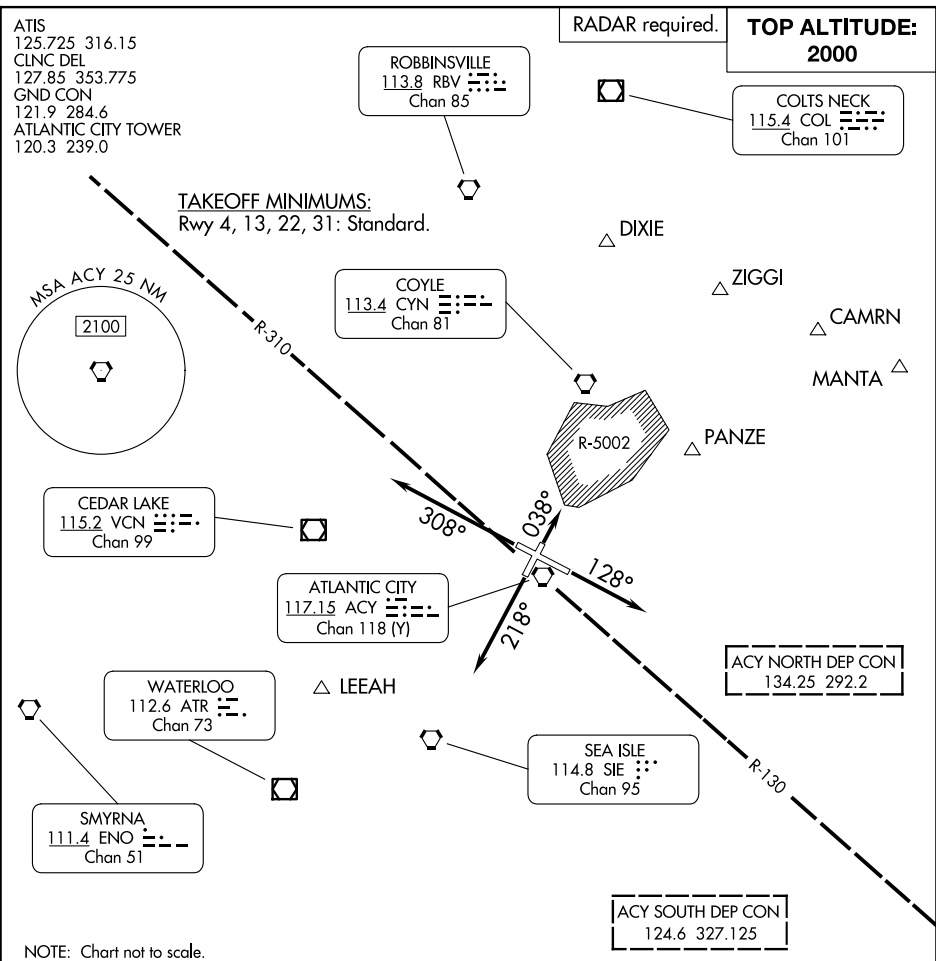 ATIS
125.725 316.15
CLNC DEL
127.85 353.775
GND CON
121.9 284.6
ATLANTIC CITY TOWER
120.3 239.0
RADAR required.
TOP ALTITUDE:
2000
ROBBINSVILLE
113.8 RBV
Chan 85
COLTS NECK
115.4 COL
Chan 101
TAKEOFF MINIMUMS:
Rwy 4, 13, 22, 31: Standard.
DIXIE
ZIGGI
CAMRN
MANTA
MSA ACY 25 NM
2100
COYLE
113.4 CYN
Chan 81
R-310
R-5002
PANZE
CEDAR LAKE
115.2 VCN
Chan 99
308°
038°
128°
218°
ATLANTIC CITY
117.15 ACY
Chan 118 (Y)
ACY NORTH DEP CON
134.25 292.2
WATERLOO
112.6 ATR
Chan 73
LEEAH
SEA ISLE
114.8 SIE
Chan 95
R-130
SMYRNA
111.4 ENO
Chan 51
ACY SOUTH DEP CON
124.6 327.125
NOTE: Chart not to scale.